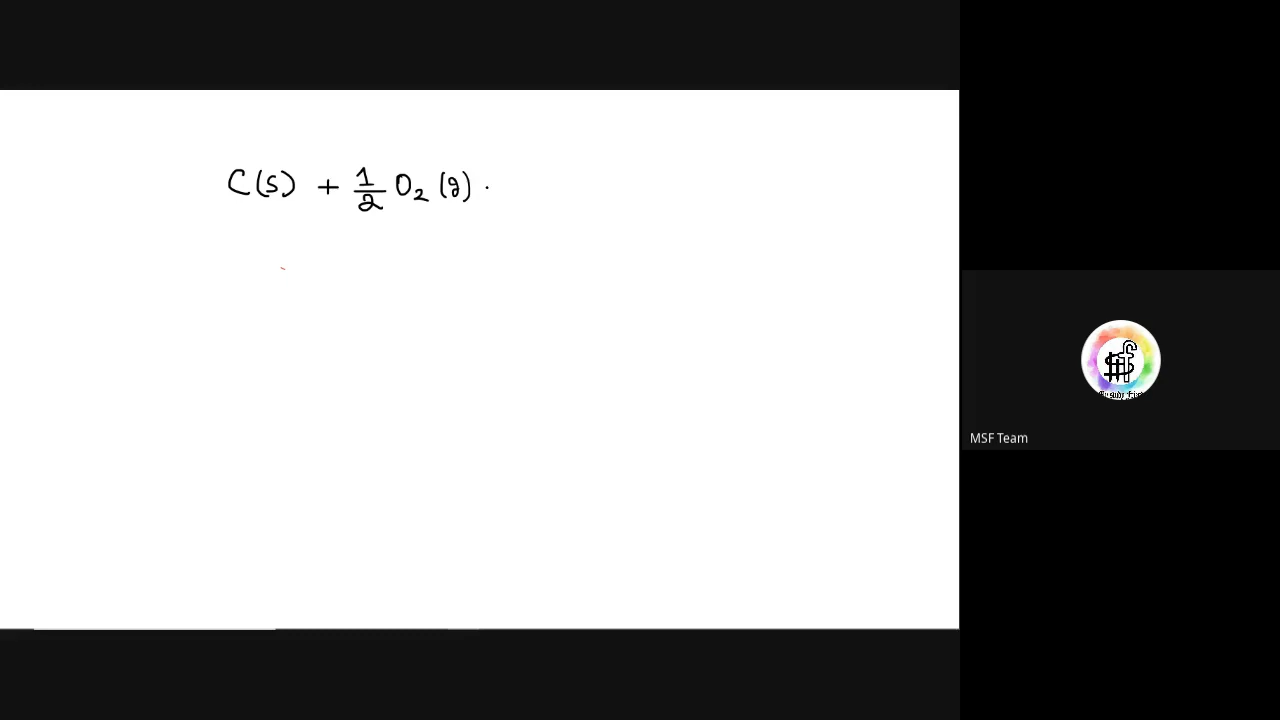 C(s) + 1/2 O₂ (g) .
MSF Team